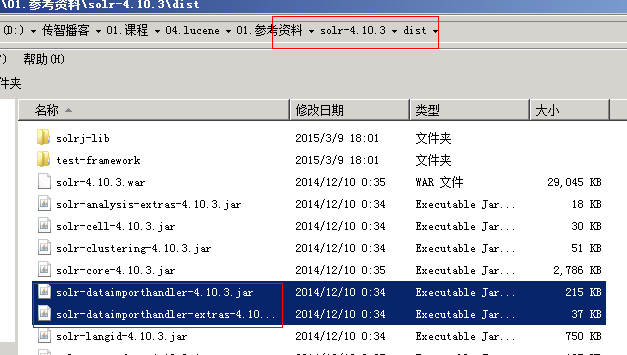 \01.参考资料\solr-4.10.3\dist
(D:) 传智播客 01.课程 04.lucene 01.参考资料 solr-4.10.3 dist
) 帮助(H)
件夹
名称 修改日期 类型 大小
solrj-lib 2015/3/9 18:01 文件夹
test-framework 2015/3/9 18:01 文件夹
solr-4.10.3.war 2014/12/10 0:35 WAR 文件 29,045 KB
solr-analysis-extras-4.10.3.jar 2014/12/10 0:34 Executable Jar... 18 KB
solr-cell-4.10.3.jar 2014/12/10 0:34 Executable Jar... 30 KB
solr-clustering-4.10.3.jar 2014/12/10 0:34 Executable Jar... 51 KB
solr-core-4.10.3.jar 2014/12/10 0:35 Executable Jar... 2,786 KB
solr-dataimporthandler-4.10.3.jar 2014/12/10 0:34 Executable Jar... 215 KB
solr-dataimporthandler-extras-4.10... 2014/12/10 0:34 Executable Jar... 37 KB
solr-langid-4.10.3.jar 2014/12/10 0:34 Executable Jar... 750 KB